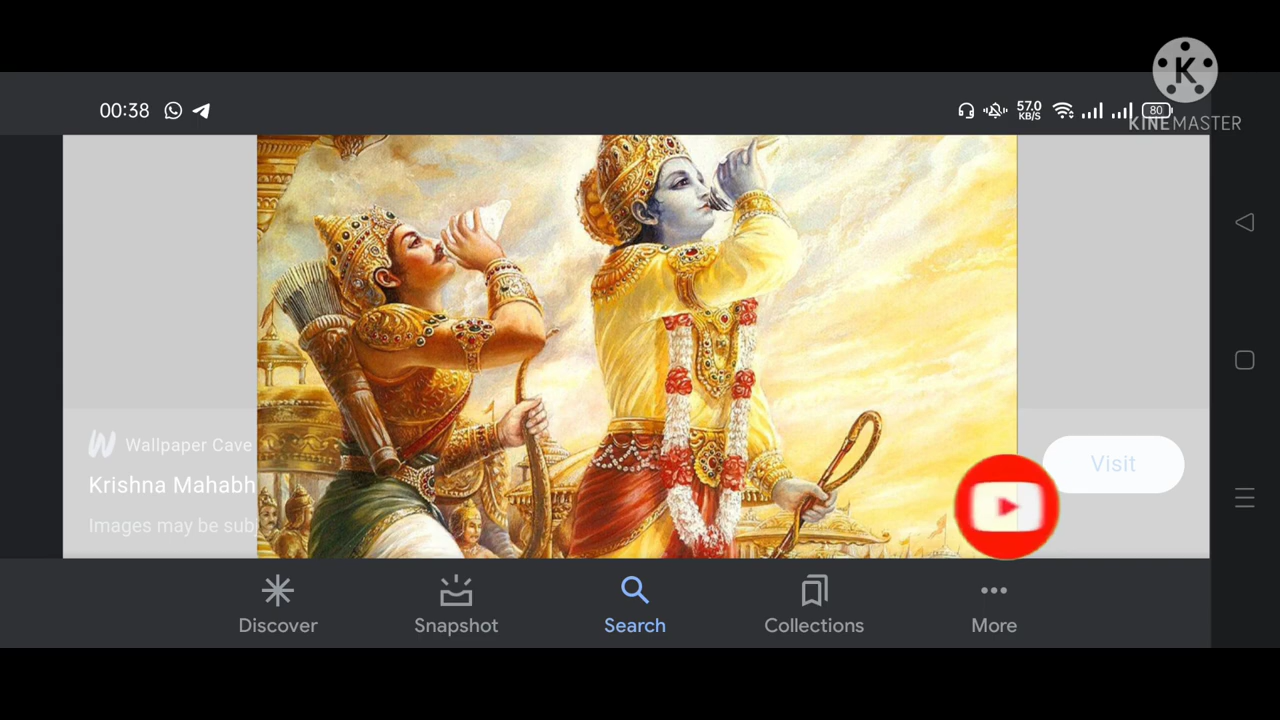 00:38
57.0
KB/S
80
K
KINEMASTER
W Wallpaper Cave
Krishna Mahabh
Images may be sub
Visit
Discover
Snapshot
Search
Collections
More